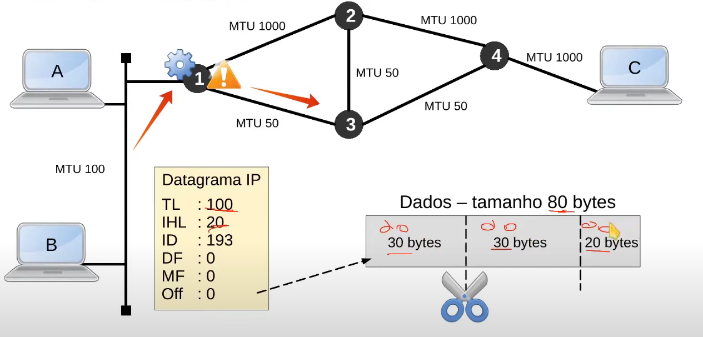 2
MTU 1000
MTU 1000
A
1
4
MTU 1000
C
MTU 50
MTU 50
MTU 50
3
MTU 100
Datagrama IP
TL : 100
IHL : 20
ID : 193
DF : 0
MF : 0
Off : 0
B
Dados – tamanho 80 bytes
20 20
30 bytes 30 bytes 20 bytes